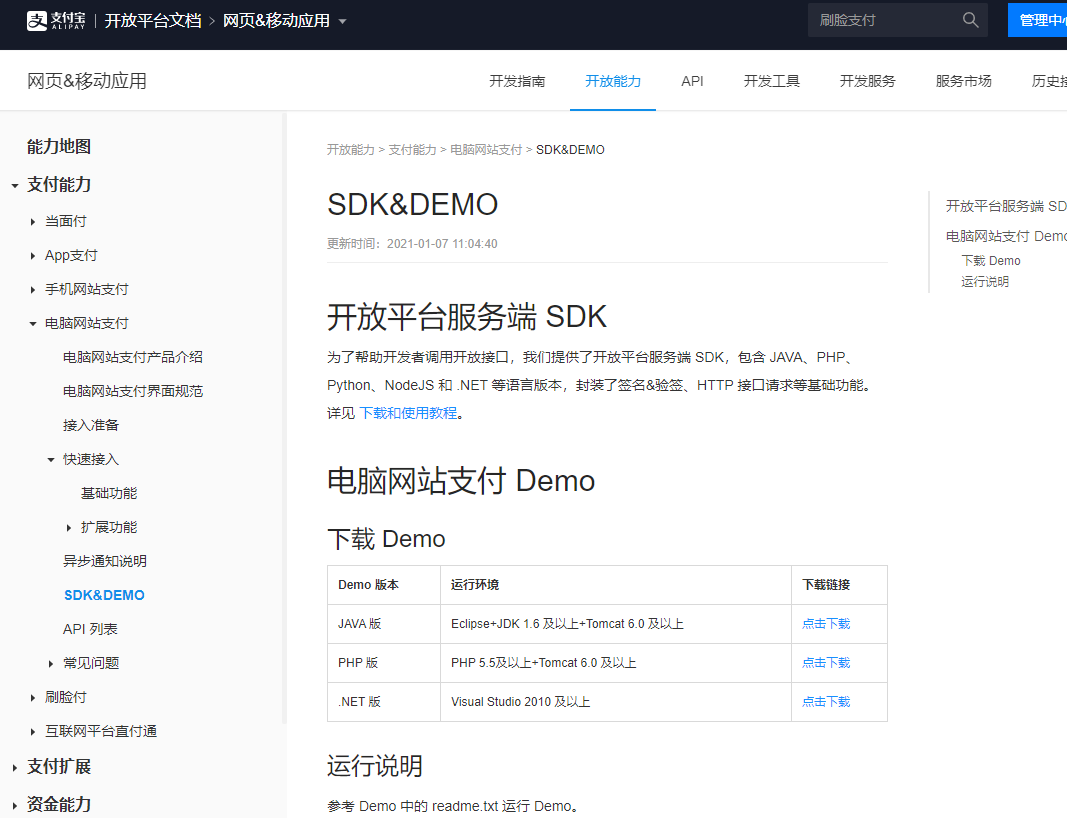 支付宝 ALIPAY 开放平台文档 > 网页&移动应用
刷脸支付
网页&移动应用
开发指南 开放能力 API 开发工具 开发服务 服务市场
能力地图
支付能力
当面付
App支付
手机网站支付
电脑网站支付
电脑网站支付产品介绍
电脑网站支付界面规范
接入准备
快速接入
基础功能
扩展功能
异步通知说明
SDK&DEMO
API 列表
常见问题
刷脸付
互联网平台直付通
支付扩展
资金能力
开放能力 > 支付能力 > 电脑网站支付 > SDK&DEMO
SDK&DEMO
更新时间：2021-01-07 11:04:40
开放平台服务端 SDK
为了帮助开发者调用开放接口，我们提供了开放平台服务端 SDK，包含 JAVA、PHP、
Python、NodeJS 和 .NET 等语言版本，封装了签名&验签、HTTP 接口请求等基础功能。
详见 下载和使用教程。
电脑网站支付 Demo
下载 Demo
Demo 版本 运行环境 下载链接
JAVA 版 Eclipse+JDK 1.6 及以上+Tomcat 6.0 及以上 点击下载
PHP 版 PHP 5.5及以上+Tomcat 6.0 及以上 点击下载
.NET 版 Visual Studio 2010 及以上 点击下载
运行说明
参考 Demo 中的 readme.txt 运行 Demo。
开放平台服务端 SD
电脑网站支付 Demo
下载 Demo
运行说明